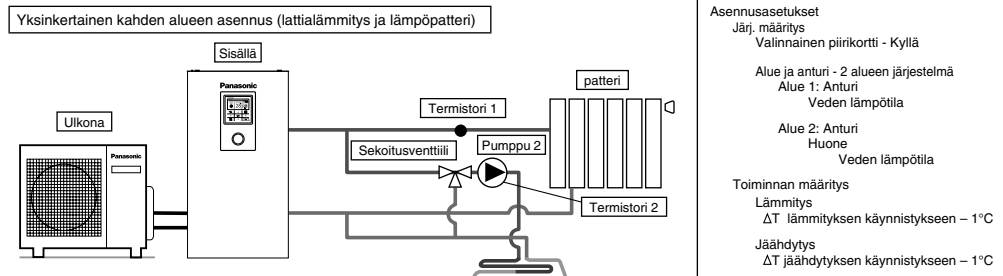 Yksinkertainen kahden alueen asennus (lattialämmitys ja lämpöpatteri)
Sisällä
Panasonic
patteri
Termistori 1
Ulkona
Sekoitusventtiili
Pumppu 2
Panasonic
Termistori 2
Asennusasetukset
Järj. määritys
Valinnainen piirikortti - Kyllä
Alue ja anturi - 2 alueen järjestelmä
Alue 1: Anturi
Veden lämpötila
Alue 2: Anturi
Huone
Veden lämpötila
Toiminnan määritys
Lämmitys
ΔT lämmityksen käynnistykseen – 1°C
Jäähdytys
ΔT jäähdytyksen käynnistykseen – 1°C